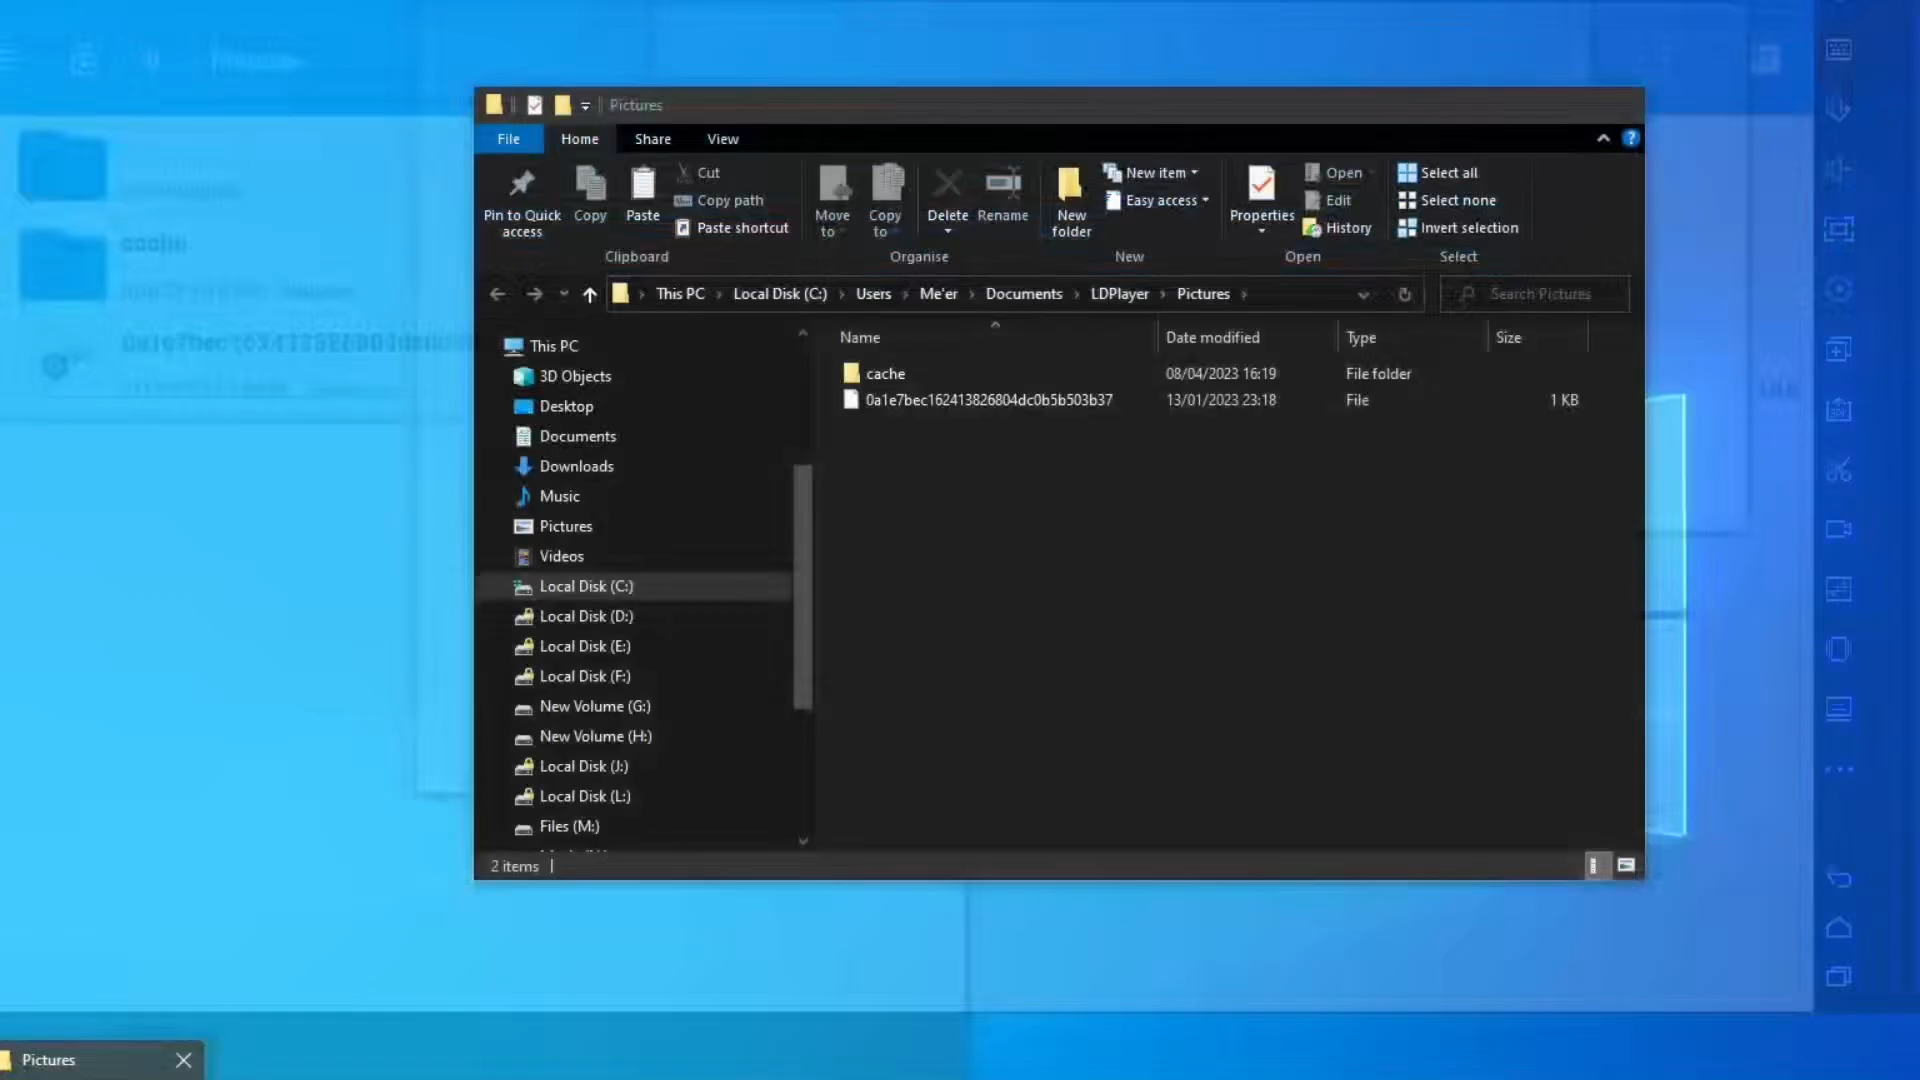 Pictures
File Home Share View
Pin to Quick access
Copy
Paste
Cut
Copy path
Paste shortcut
Clipboard
Move to
Copy to
Delete
Rename
Organise
New folder
New item
Easy access
New
Properties
Open
Edit
History
Open
Select all
Select none
Invert selection
Select
This PC Local Disk (C:) Users Me'er Documents LDPlayer Pictures
Search Pictures
This PC
3D Objects
Desktop
Documents
Downloads
Music
Pictures
Videos
Local Disk (C:)
Local Disk (D:)
Local Disk (E:)
Local Disk (F:)
New Volume (G:)
New Volume (H:)
Local Disk (J:)
Local Disk (L:)
Files (M:)
Name Date modified Type Size
cache 08/04/2023 16:19 File folder
0a1e7bec162413826804dc0b5b503b37 13/01/2023 23:18 File 1 KB
2 items
Pictures